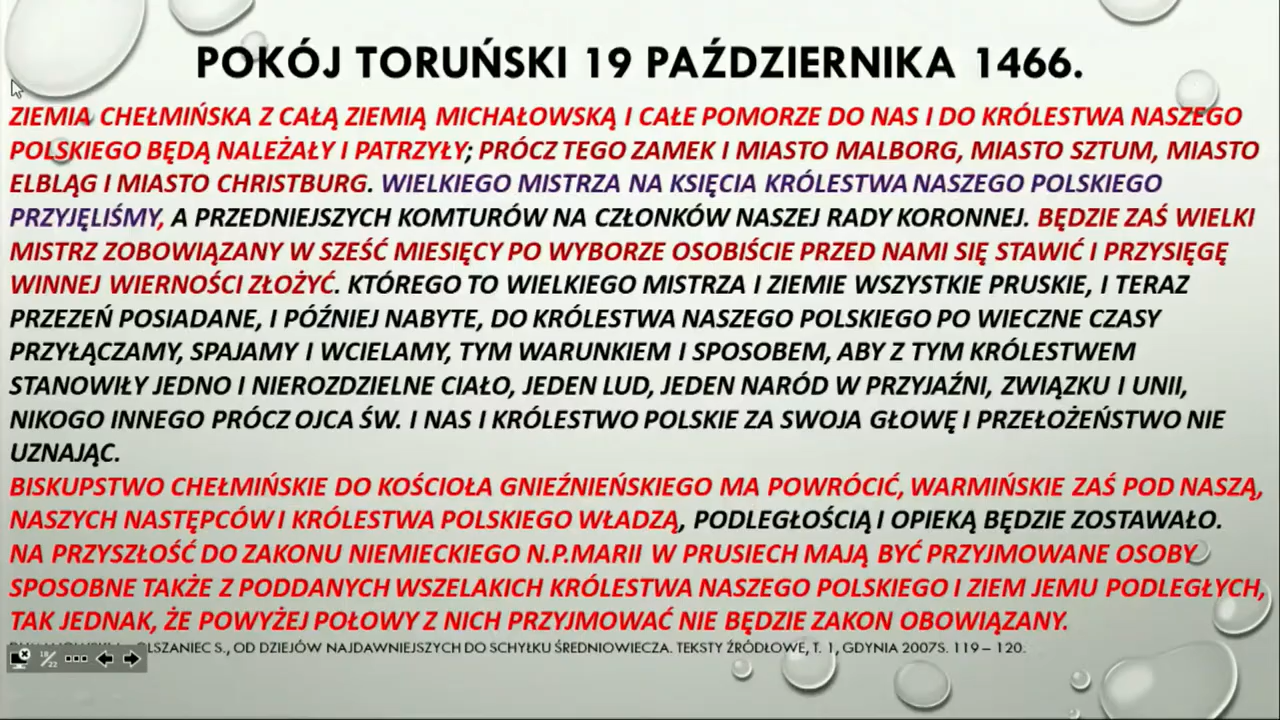 POKÓJ TORUŃSKI 19 PAŹDZIERNIKA 1466.
ZIEMIA CHEŁMIŃSKA Z CAŁĄ ZIEMIĄ MICHAŁOWSKĄ I CAŁE POMORZE DO NAS I DO KRÓLESTWA NASZEGO
POLSKIEGO BĘDĄ NALEŻAŁY I PATRZYŁY; PRÓCZ TEGO ZAMEK I MIASTO MALBORG, MIASTO SZTUM, MIASTO
ELBLĄG I MIASTO CHRISTBURG. WIELKIEGO MISTRZA NA KSIĘCIA KRÓLESTWA NASZEGO POLSKIEGO
PRZYJĘLIŚMY, A PRZEDNIEJSZYCH KOMTURÓW NA CZŁONKÓW NASZEJ RADY KORONNEJ. BĘDZIE ZAŚ WIELKI
MISTRZ ZOBOWIĄZANY W SZEŚĆ MIESIĘCY PO WYBORZE OSOBIŚCIE PRZED NAMI SIĘ STAWIĆ I PRZYSIĘGĘ
WINNEJ WIERNOŚCI ZŁOŻYĆ. KTÓREGO TO WIELKIEGO MISTRZA I ZIEMIE WSZYSTKIE PRUSKIE, I TERAZ
PRZEZEŃ POSIADANE, I PÓŹNIEJ NABYTE, DO KRÓLESTWA NASZEGO POLSKIEGO PO WIECZNE CZASY
PRZYŁĄCZAMY, SPAJAMY I WCIELAMY, TYM WARUNKIEM I SPOSOBEM, ABY Z TYM KRÓLESTWEM
STANOWIŁY JEDNO I NIEROZDZIELNE CIAŁO, JEDEN LUD, JEDEN NARÓD W PRZYJAŹNI, ZWIĄZKU I UNII,
NIKOGO INNEGO PRÓCZ OJCA ŚW. I NAS I KRÓLESTWO POLSKIE ZA SWOJA GŁOWĘ I PRZEŁOŻEŃSTWO NIE
UZNAJĄC.
BISKUPSTWO CHEŁMIŃSKIE DO KOŚCIOŁA GNIEŹNIEŃSKIEGO MA POWRÓCIĆ, WARMIŃSKIE ZAŚ POD NASZĄ,
NASZYCH NASTĘPCÓW I KRÓLESTWA POLSKIEGO WŁADZĄ, PODLEGŁOŚCIĄ I OPIEKĄ BĘDZIE ZOSTAWAŁO.
NA PRZYSZŁOŚĆ DO ZAKONU NIEMIECKIEGO N.P.MARII W PRUSIECH MAJĄ BYĆ PRZYJMOWANE OSOBY
SPOSOBNE TAKŻE Z PODDANYCH WSZELAKICH KRÓLESTWA NASZEGO POLSKIEGO I ZIEM JEMU PODLEGŁYCH,
TAK JEDNAK, ŻE POWYŻEJ POŁOWY Z NICH PRZYJMOWAĆ NIE BĘDZIE ZAKON OBOWIĄZANY.
S., OD DZIEJÓW NAJDAWNIEJSZYCH DO SCHYŁKU ŚREDNIOWIECZA. TEKSTY ŹRÓDŁOWE, T. 1, GDYNIA 2007S. 119 – 120.